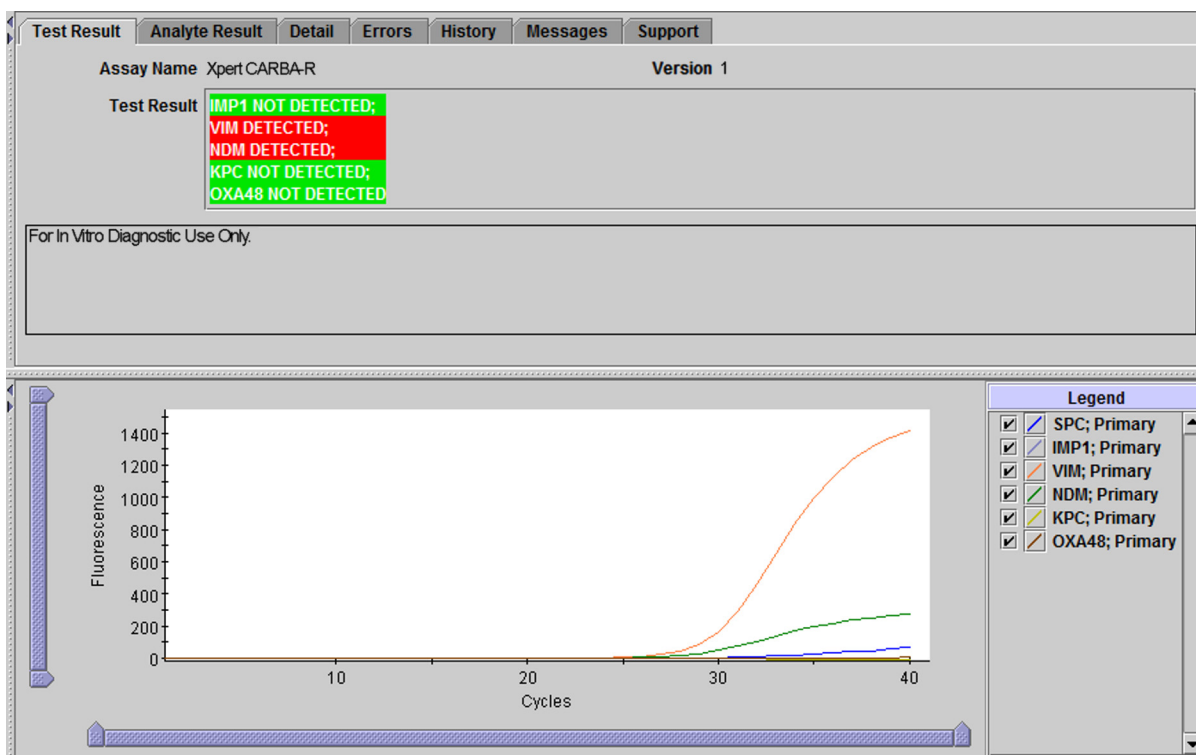 Test Result Analyte Result Detail Errors History Messages Support
Assay Name Xpert CARBA-R Version 1
Test Result IMP1 NOT DETECTED;
VIM DETECTED;
NDM DETECTED;
KPC NOT DETECTED;
OXA48 NOT DETECTED
For In Vitro Diagnostic Use Only.
1400
1200
1000
800
600
400
200
0
Fluorescence
10 20 30 40
Cycles
Legend
SPC; Primary
IMP1; Primary
VIM; Primary
NDM; Primary
KPC; Primary
OXA48; Primary